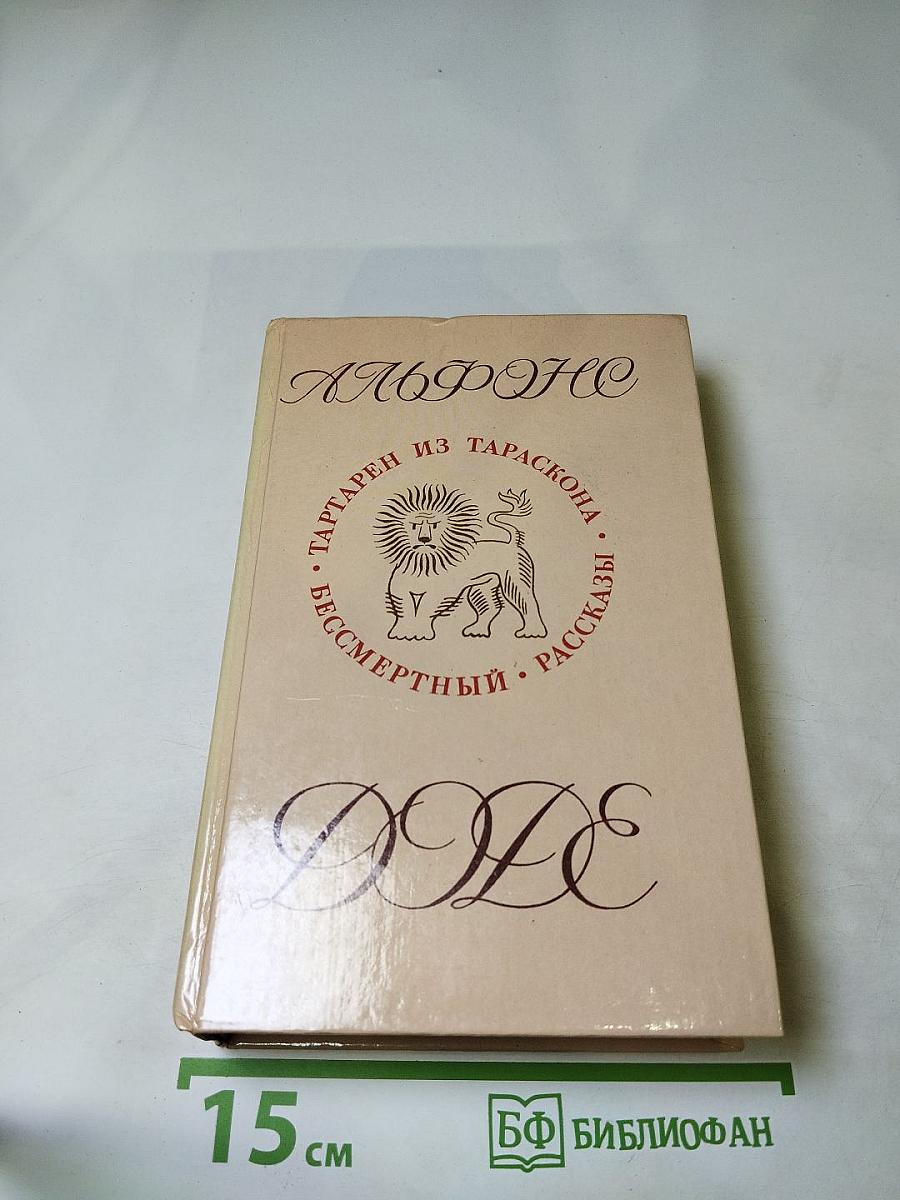 АЛЬФОНС
• ТАРТАРЕН ИЗ ТАРАСКОНА •
БЕССМЕРТНЫЙ • РАССКАЗЫ
ДОДЕ
15 см
БФ БИБЛИОФАН